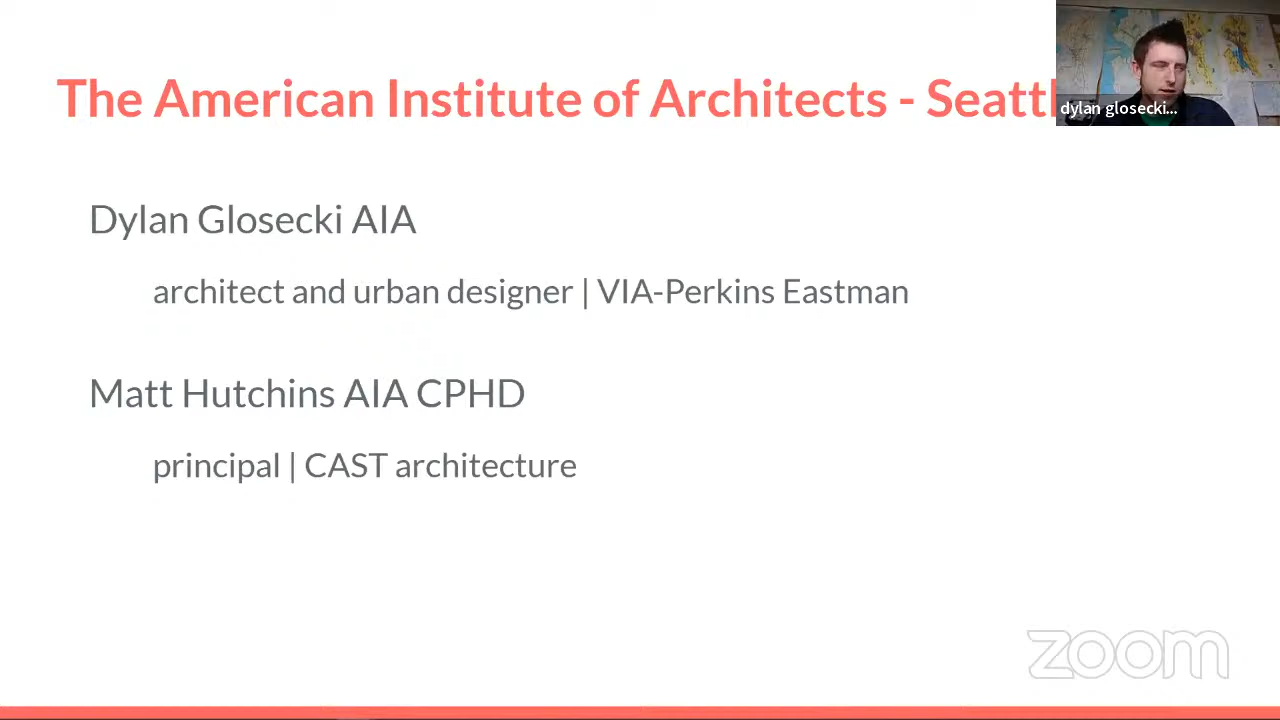 The American Institute of Architects - Seattl
dylan glosecki...
Dylan Glosecki AIA
architect and urban designer | VIA-Perkins Eastman
Matt Hutchins AIA CPHD
principal | CAST architecture
zoom